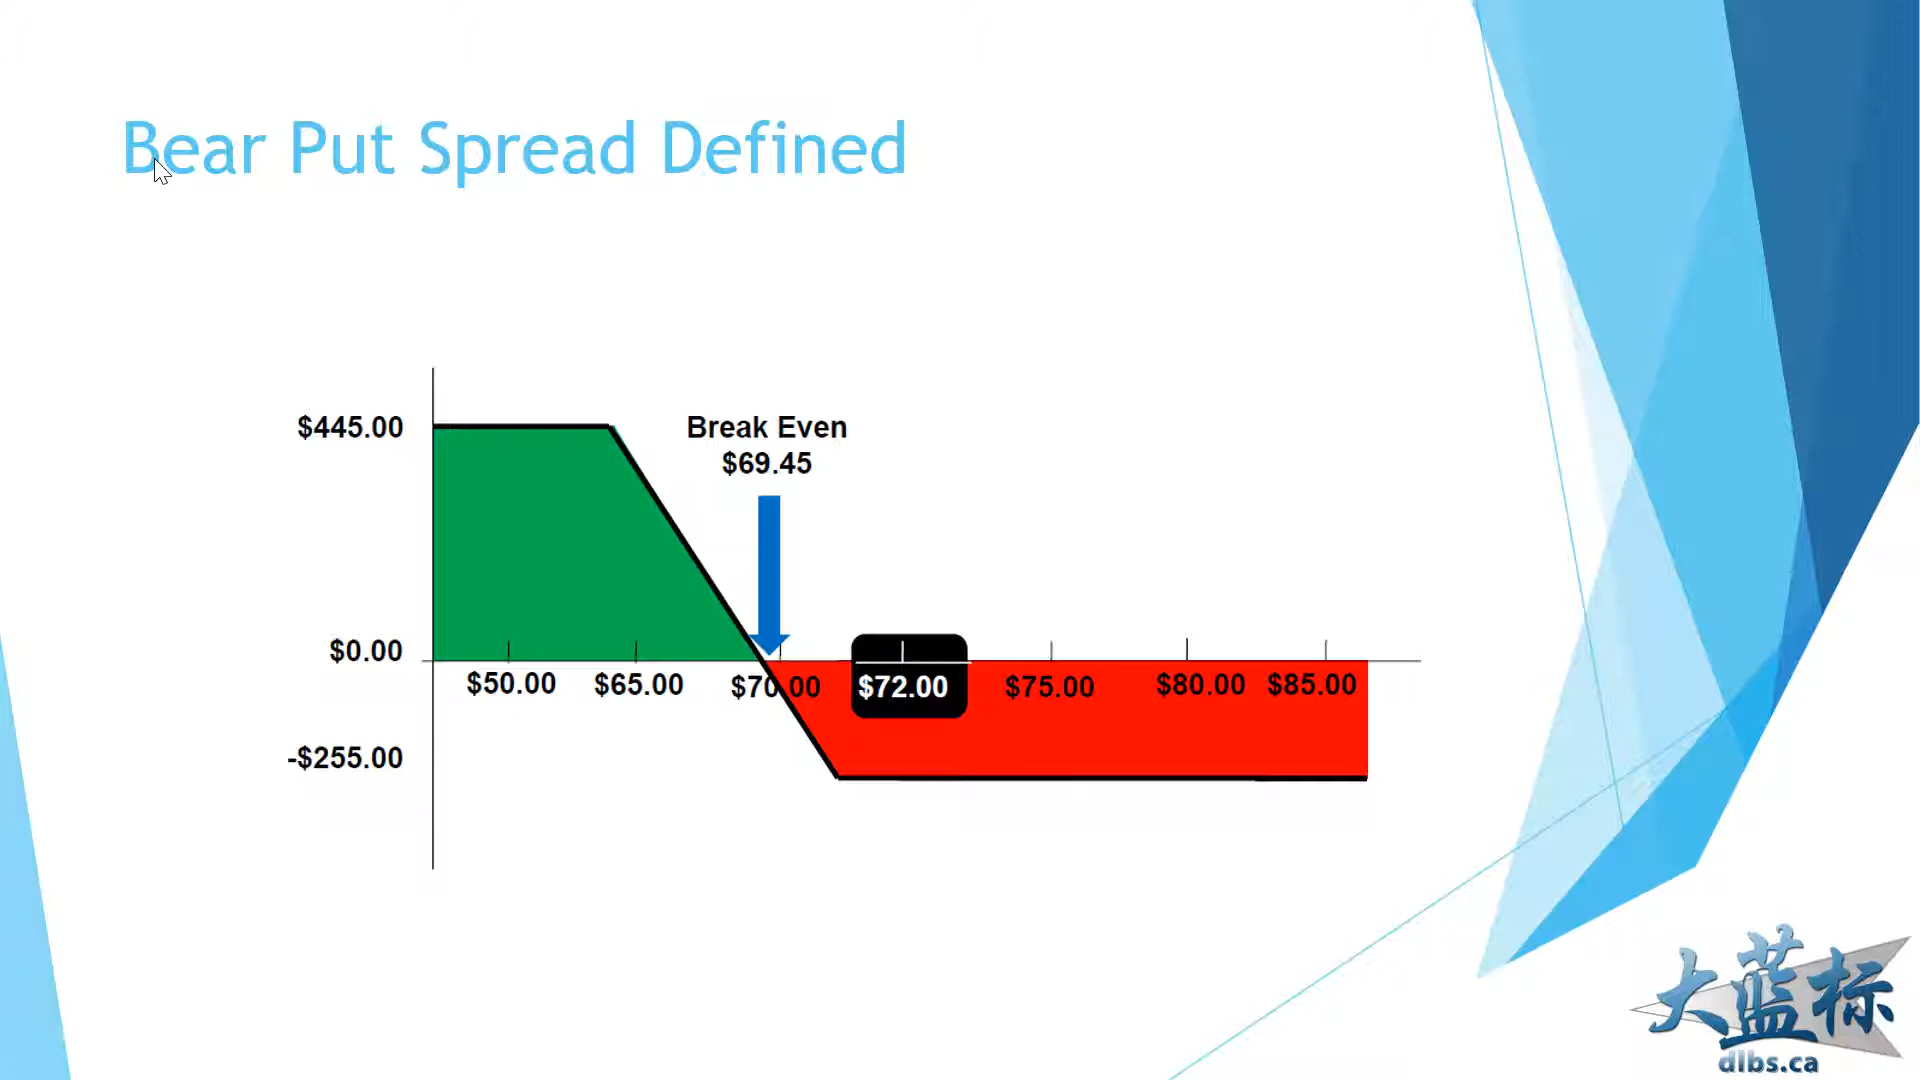 Bear Put Spread Defined
$445.00
Break Even
$69.45
$0.00
$50.00 $65.00 $70.00 $72.00 $75.00 $80.00 $85.00
-$255.00
大蓝标
dlbs.ca